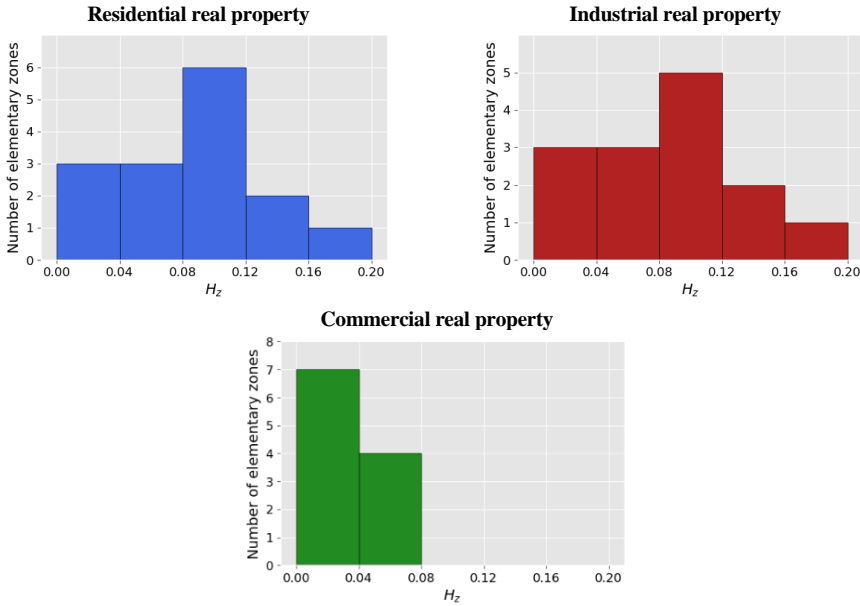 Residential real property
Number of elementary zones
6
5
4
3
2
1
0
0.00 0.04 0.08 0.12 0.16 0.20
Hz
Industrial real property
Number of elementary zones
5
4
3
2
1
0
0.00 0.04 0.08 0.12 0.16 0.20
Hz
Commercial real property
Number of elementary zones
8
7
6
5
4
3
2
1
0
0.00 0.04 0.08 0.12 0.16 0.20
Hz